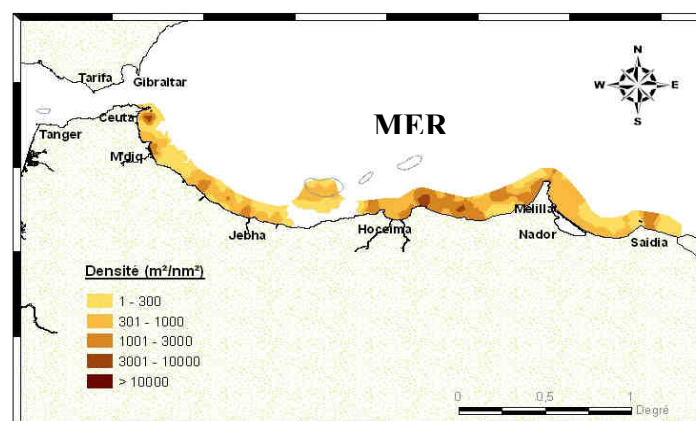 N
W E
S
Tarifa
Gibraltar
Ceuta
Tanger
MER
M'diq
Jebha
Hoceima
Melilla
Nador
Saidia
Densité (m²/nm²)
1 - 300
301 - 1000
1001 - 3000
3001 - 10000
> 10000
0 0,5 1
Degré